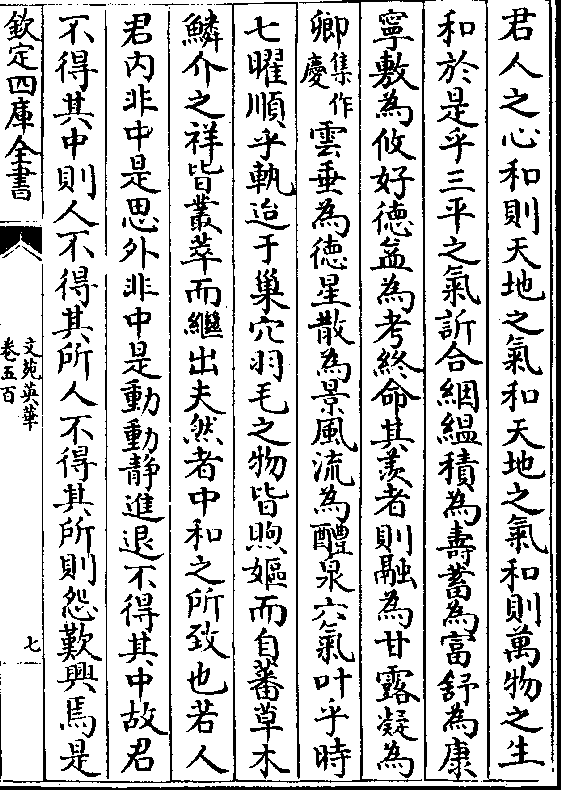 君人之心和則天地之氣和天地之氣和則萬物之生
和於是乎三平之氣訢合絪緼積為壽蓄為富舒為康
寧敷為攸好德益為考終命其羡者則融為甘露凝為
卿集作慶雲垂為德星散為景風流為醴泉六氣叶乎時
七曜順乎軌迨于巢穴羽毛之物皆煦嫗而自蕃草木
鱗介之祥皆叢萃而繼出夫然者中和之所致也若人
君内非中是思外非中是動動静進退不得其中故君
不得其中則人不得其所人不得其所則怨歎興焉是
欽定四庫全書
文苑英華
卷五百
七